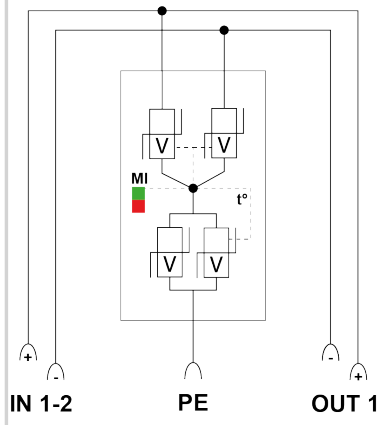 V V
MI
t°
V V
+ -
- +
IN 1-2 PE OUT 1